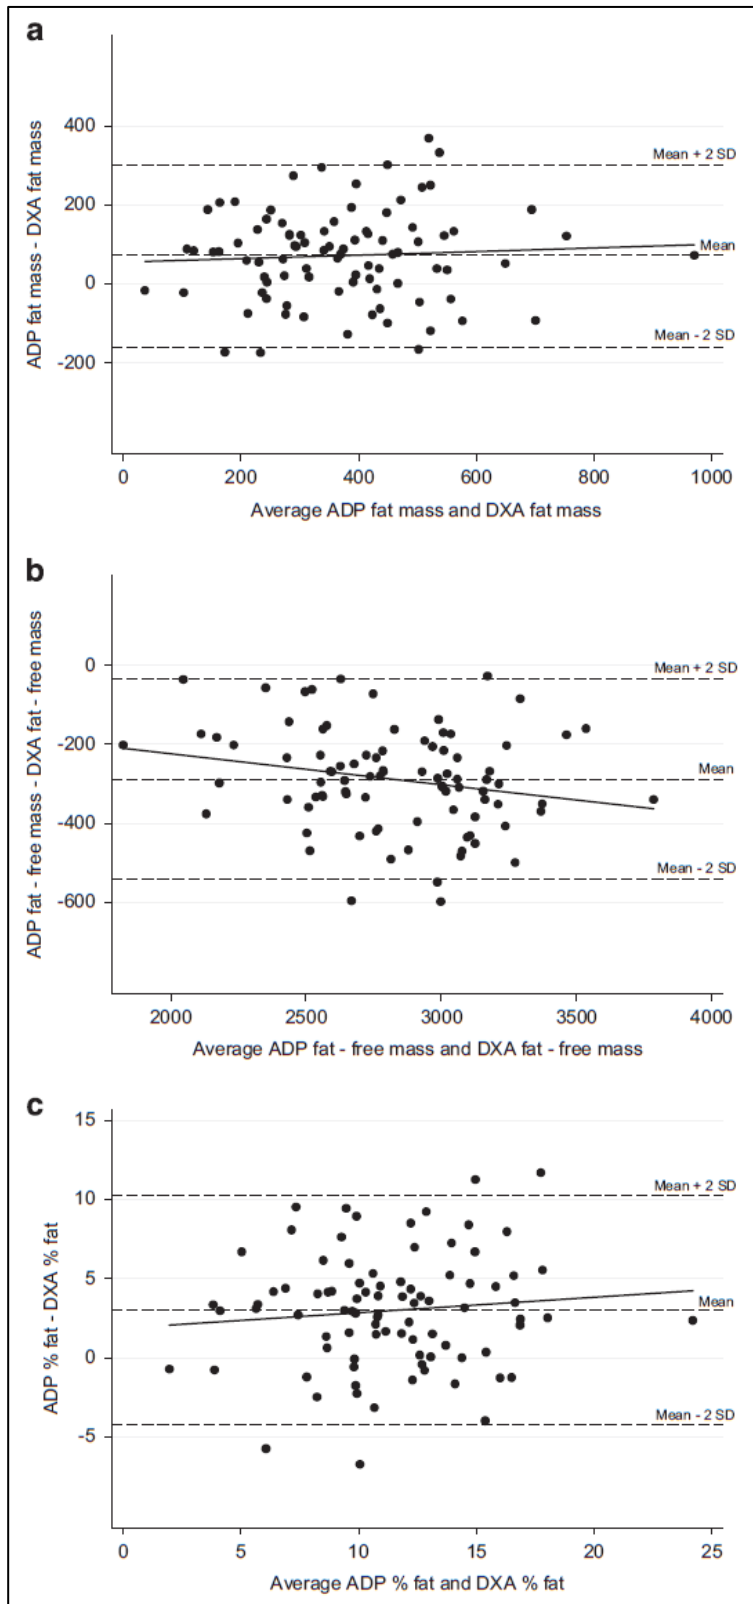 a
ADP fat mass - DXA fat mass
400
200
0
-200
Mean + 2 SD
Mean
Mean - 2 SD
0 200 400 600 800 1000
Average ADP fat mass and DXA fat mass
b
ADP fat - free mass - DXA fat - free mass
0
-200
-400
-600
Mean + 2 SD
Mean
Mean - 2 SD
2000 2500 3000 3500 4000
Average ADP fat - free mass and DXA fat - free mass
c
ADP % fat - DXA % fat
15
10
5
0
-5
Mean + 2 SD
Mean
Mean - 2 SD
0 5 10 15 20 25
Average ADP % fat and DXA % fat